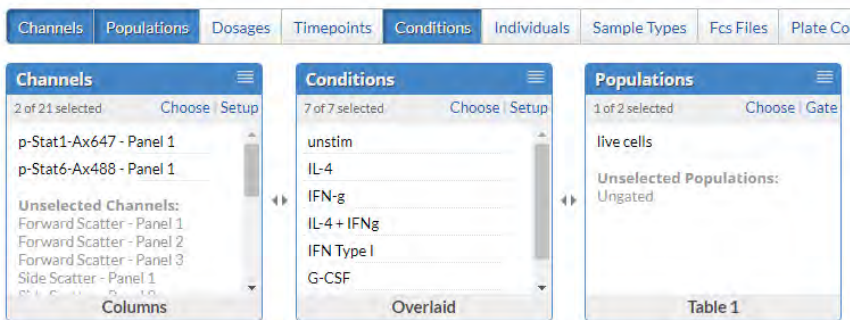 Channels Populations Dosages Timepoints Conditions Individuals Sample Types Fcs Files Plate Co
Channels
2 of 21 selected Choose | Setup
p-Stat1-Ax647 - Panel 1
p-Stat6-Ax488 - Panel 1
Unselected Channels:
Forward Scatter - Panel 1
Forward Scatter - Panel 2
Forward Scatter - Panel 3
Side Scatter - Panel 1
Columns
Conditions
7 of 7 selected Choose | Setup
unstim
IL-4
IFN-g
IL-4 + IFNg
IFN Type I
G-CSF
Overlaid
Populations
1 of 2 selected Choose | Gate
live cells
Unselected Populations:
Ungated
Table 1